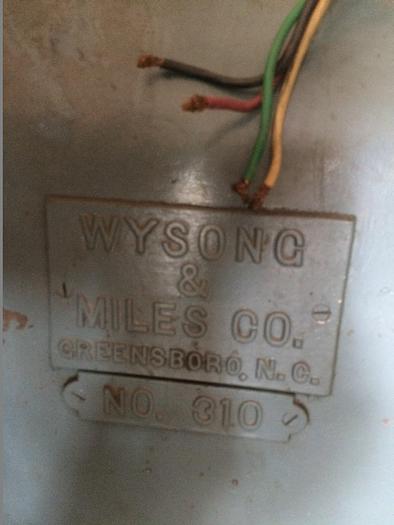 WYSONG
&
MILES CO.
GREENSBORO, N.C.
NO. 310